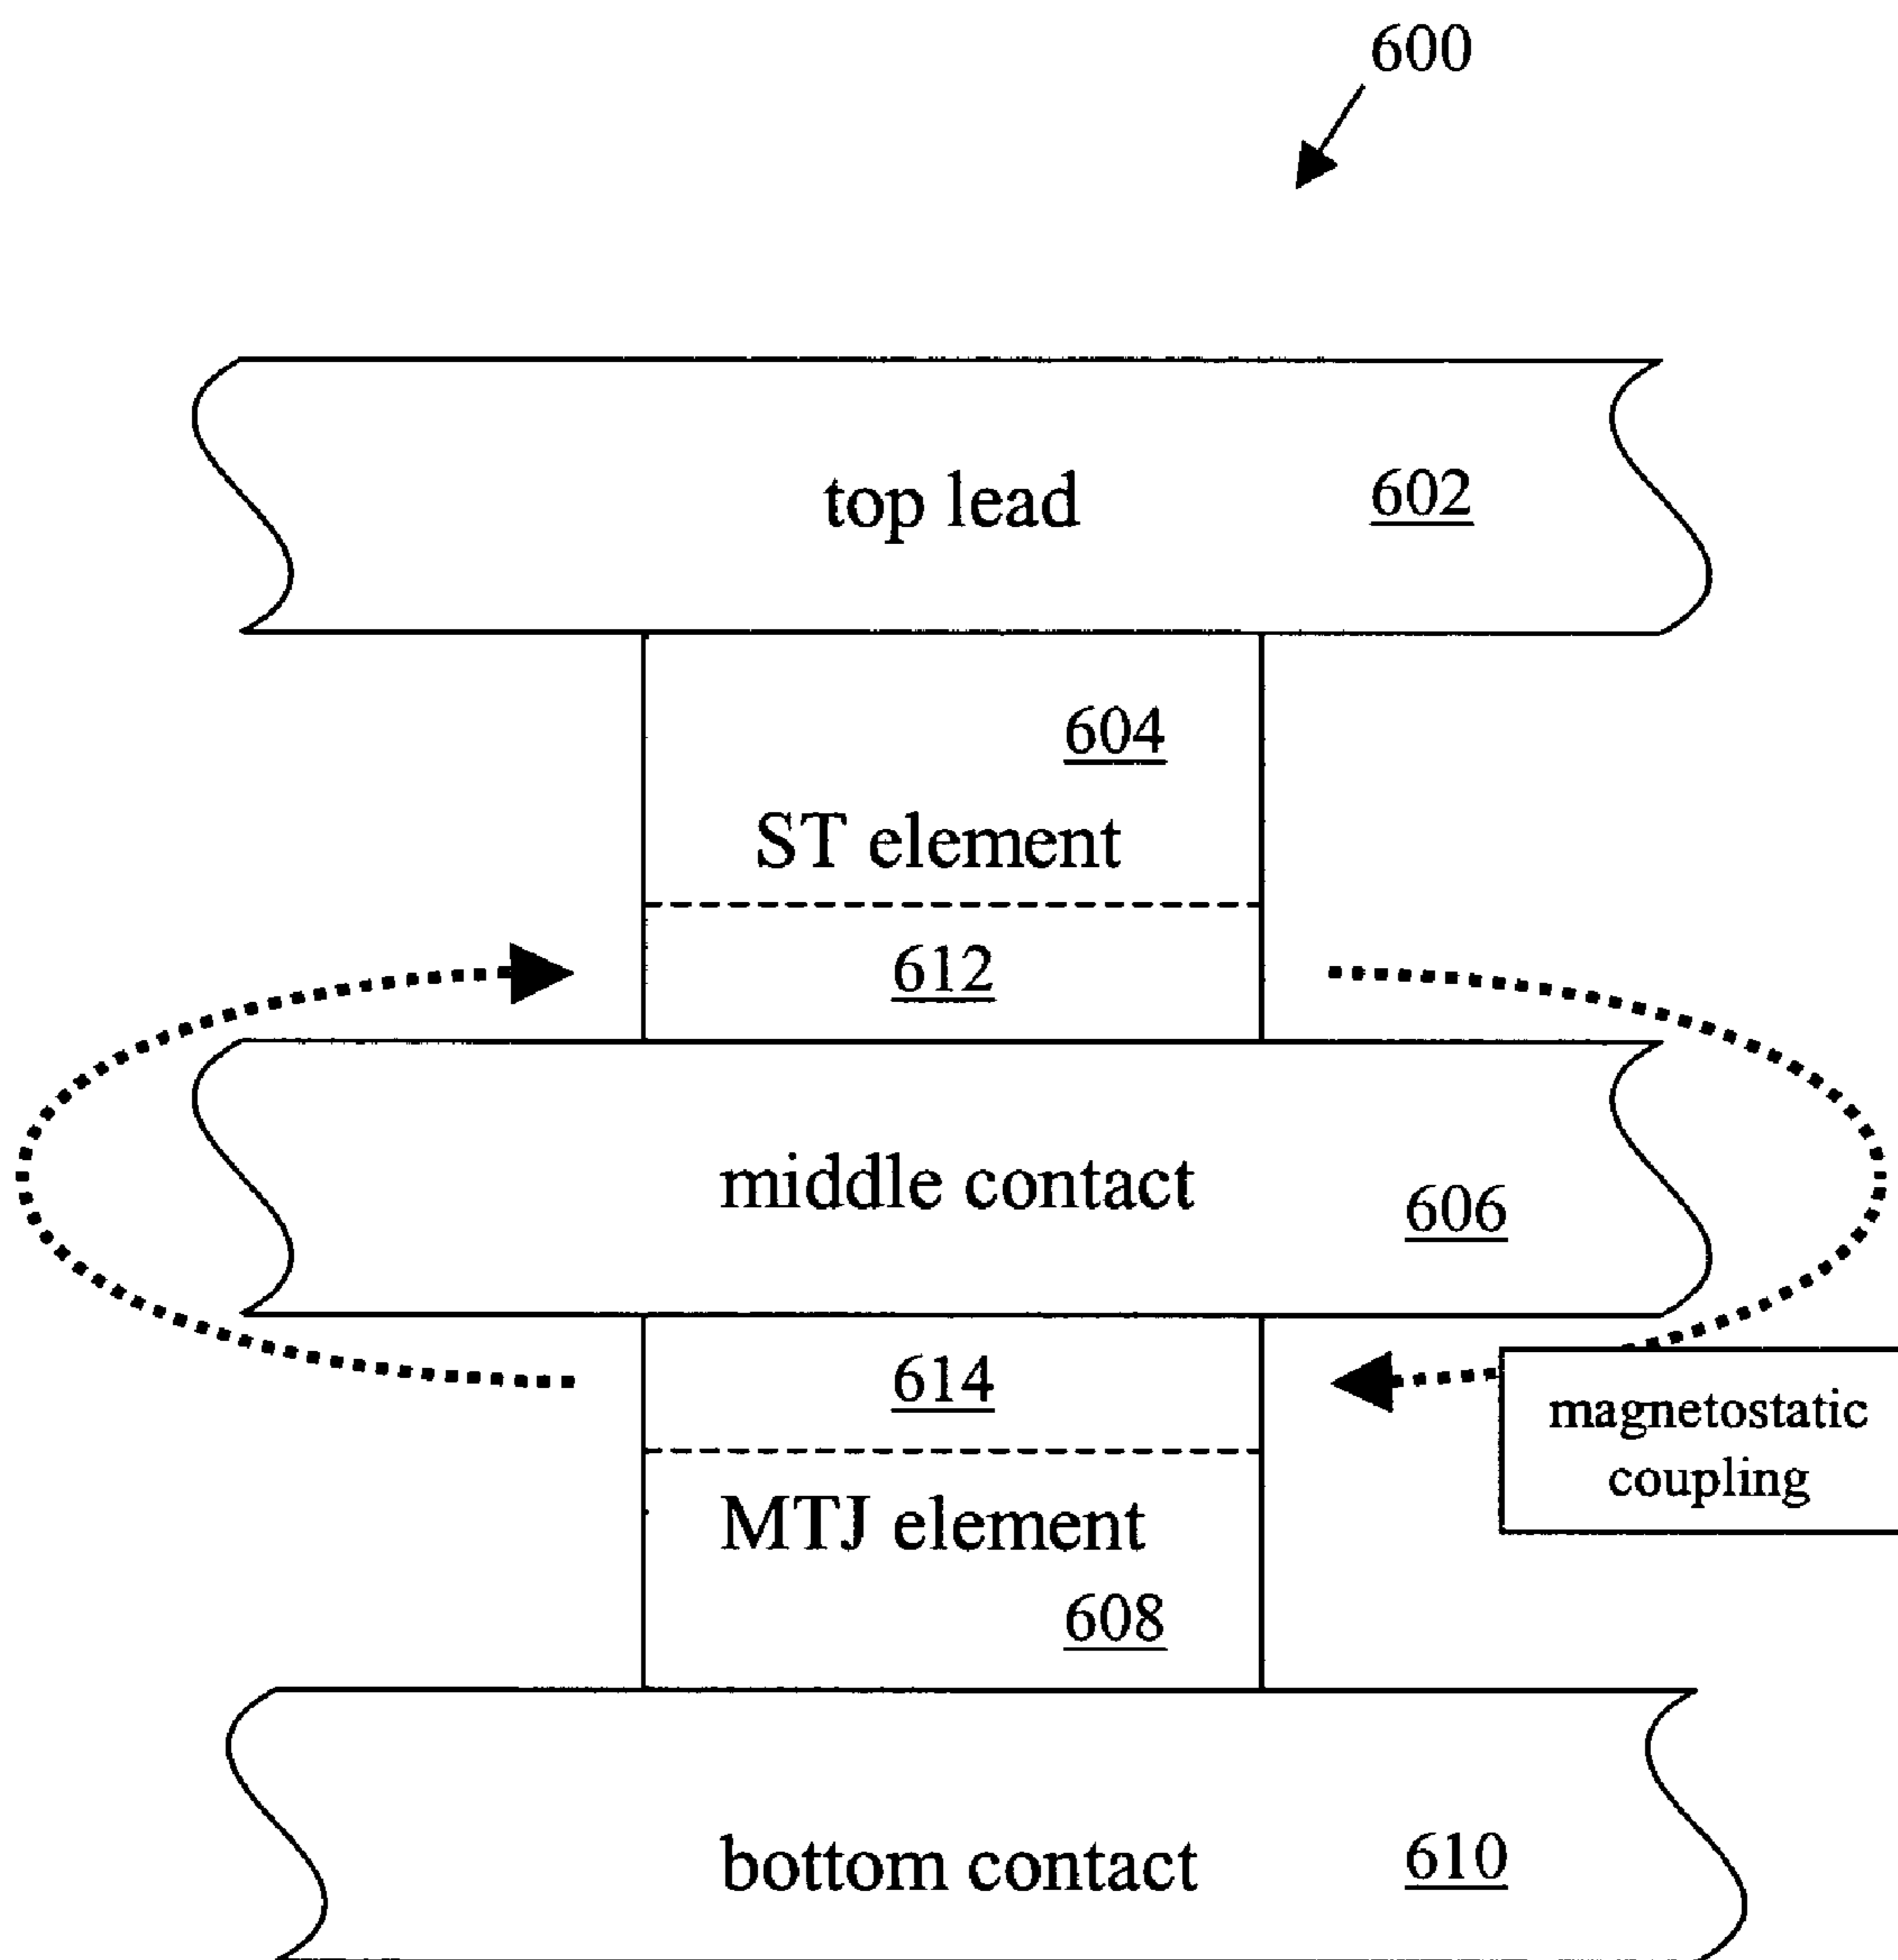 600
top lead 602
604
ST element
612
middle contact 606
614
magnetostatic
coupling
MTJ element
608
bottom contact 610